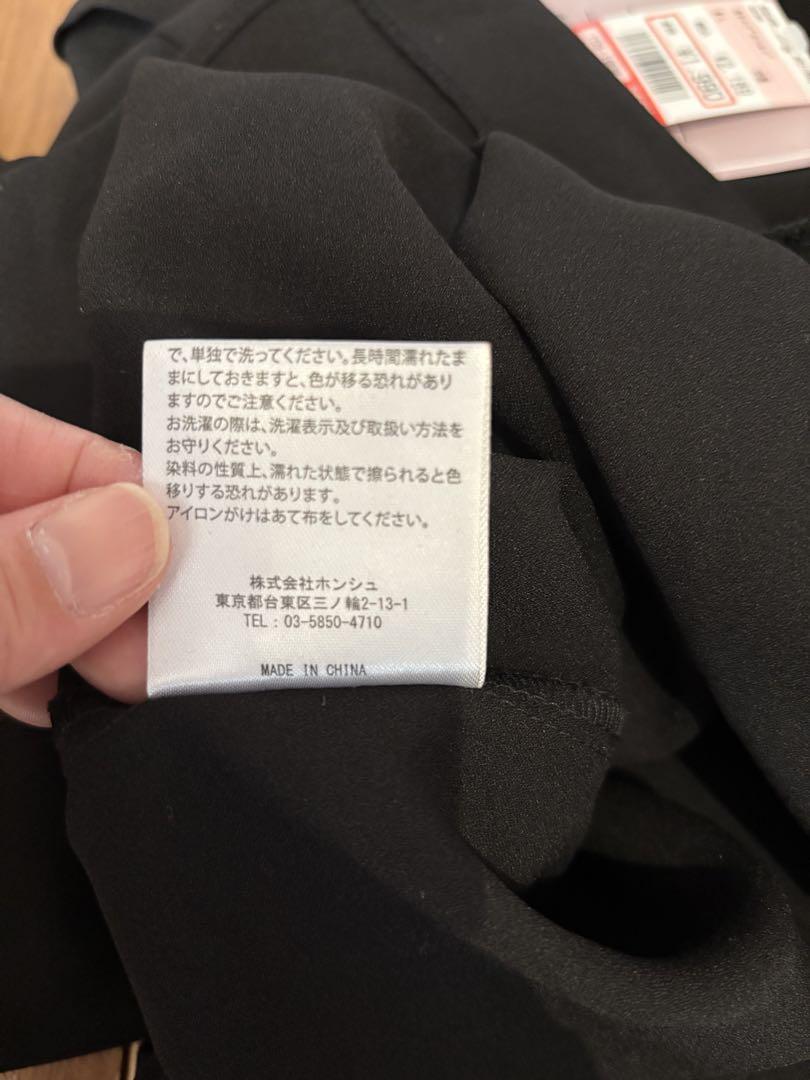 で、単独で洗ってください。長時間濡れたま
まにしておきますと、色が移る恐れがあり
ますのでご注意ください。
お洗濯の際は、洗濯表示及び取扱い方法を
お守りください。
染料の性質上、濡れた状態で擦られると色
移りする恐れがあります。
アイロンがけはあて布をしてください。
株式会社ホンシュ
東京都台東区三ノ輪2-13-1
TEL : 03-5850-4710
MADE IN CHINA